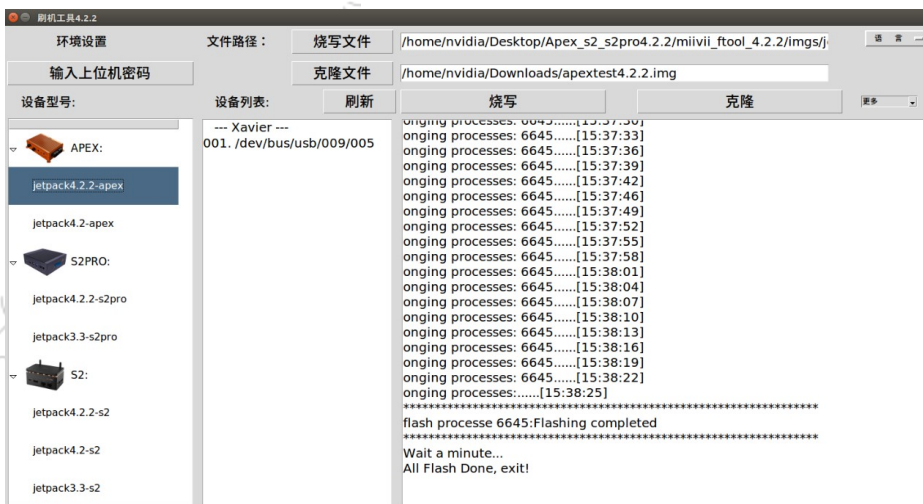 刷机工具4.2.2
环境设置
文件路径：
烧写文件
/home/nvidia/Desktop/Apex_s2_s2pro4.2.2/miivii_ftool_4.2.2/imgs/j
语 言
输入上位机密码
克隆文件
/home/nvidia/Downloads/apextest4.2.2.img
设备型号:
设备列表:
刷新
烧写
克隆
更多
APEX:
jetpack4.2.2-apex
jetpack4.2-apex
S2PRO:
jetpack4.2.2-s2pro
jetpack3.3-s2pro
S2:
jetpack4.2.2-s2
jetpack4.2-s2
jetpack3.3-s2
--- Xavier ---
001. /dev/bus/usb/009/005
onging processes: 6645......[15:37:30]
onging processes: 6645......[15:37:33]
onging processes: 6645......[15:37:36]
onging processes: 6645......[15:37:39]
onging processes: 6645......[15:37:42]
onging processes: 6645......[15:37:46]
onging processes: 6645......[15:37:49]
onging processes: 6645......[15:37:52]
onging processes: 6645......[15:37:55]
onging processes: 6645......[15:37:58]
onging processes: 6645......[15:38:01]
onging processes: 6645......[15:38:04]
onging processes: 6645......[15:38:07]
onging processes: 6645......[15:38:10]
onging processes: 6645......[15:38:13]
onging processes: 6645......[15:38:16]
onging processes: 6645......[15:38:19]
onging processes: 6645......[15:38:22]
onging processes:......[15:38:25]
******************************************************************
flash processe 6645:Flashing completed
******************************************************************
Wait a minute...
All Flash Done, exit!